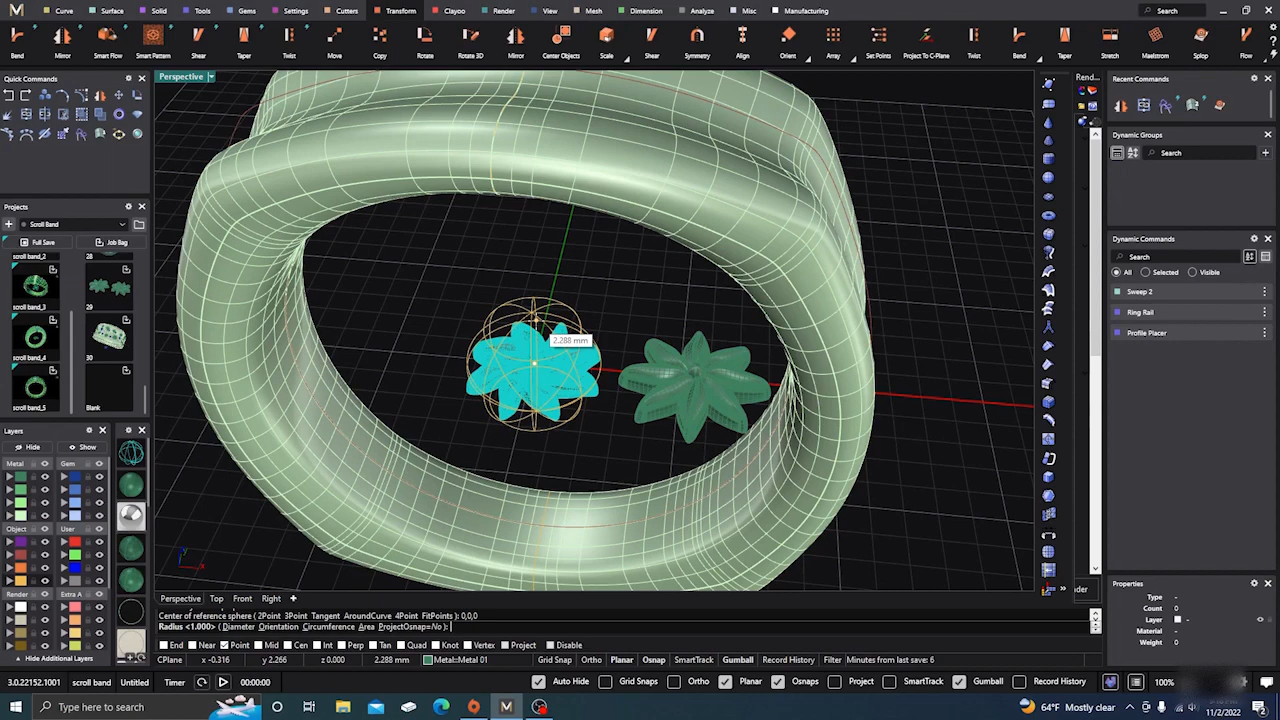 Curve Surface Solid Tools Gems Settings Cutters Transform Clayoo Render View Mesh Dimension Analyze Misc Manufacturing Search
Bend Mirror Smart Flow Smart Pattern Shear Taper Twist Move Copy Rotate Rotate 3D Mirror Center Objects Scale Shear Symmetry Align Orient Array Set Points Project To C-Plane Twist Bend Taper Stretch Maelstrom Splop Flow
Quick Commands
Perspective
Rend...
Recent Commands
Dynamic Groups
Search
Projects
Scroll Band
Full Save Job Bag
scroll band_2 28
scroll band_3 29
scroll band_4 30
scroll band_5 Blank
Dynamic Commands
Search
All Selected Visible
Sweep 2
Ring Rail
Profile Placer
2.288 mm
Layers
Hide Show
Metal Gem
Object User
Render Extra A
Show Hidden Additional Layers
y
x
Perspective Top Front Right
der
Properties
Type -
Count 0
Layer -
Material -
Weight 0
Center of reference sphere ( 2Point 3Point Tangent AroundCurve 4Point FitPoints ): 0,0,0
Radius <1.000> ( Diameter Orientation Circumference Area ProjectOsnap=No ):
End Near Point Mid Cen Int Perp Tan Quad Knot Vertex Project Disable
CPlane x -0.316 y 2.266 z 0.000 2.288 mm Metal::Metal 01 Grid Snap Ortho Planar Osnap SmartTrack Gumball Record History Filter Minutes from last save: 6
3.0.22152.1001 scroll band Untitled Timer 00:00:00 Auto Hide Grid Snaps Ortho Planar Osnaps Project SmartTrack Gumball Record History 100%
Type here to search
64°F Mostly clear
11/2/2022